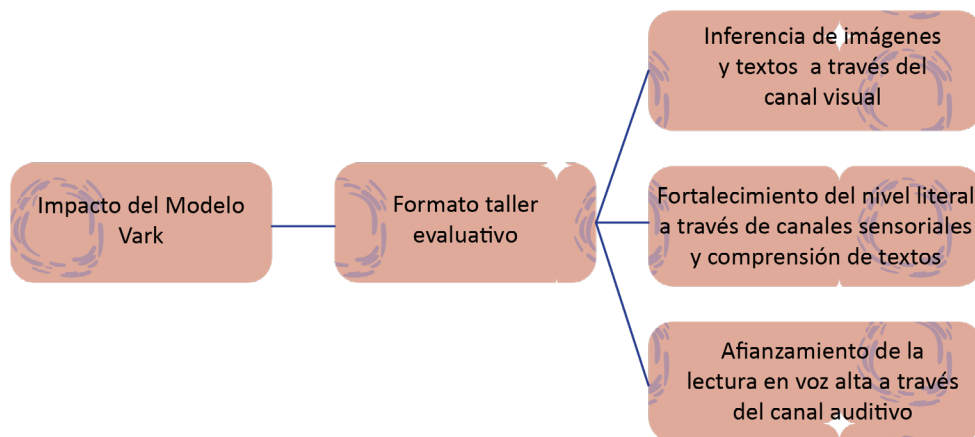 Impacto del Modelo
Vark
Formato taller
evaluativo
Inferencia de imágenes
y textos a través del
canal visual
Fortalecimiento del nivel literal
a través de canales sensoriales
y comprensión de textos
Afianzamiento de la
lectura en voz alta a través
del canal auditivo